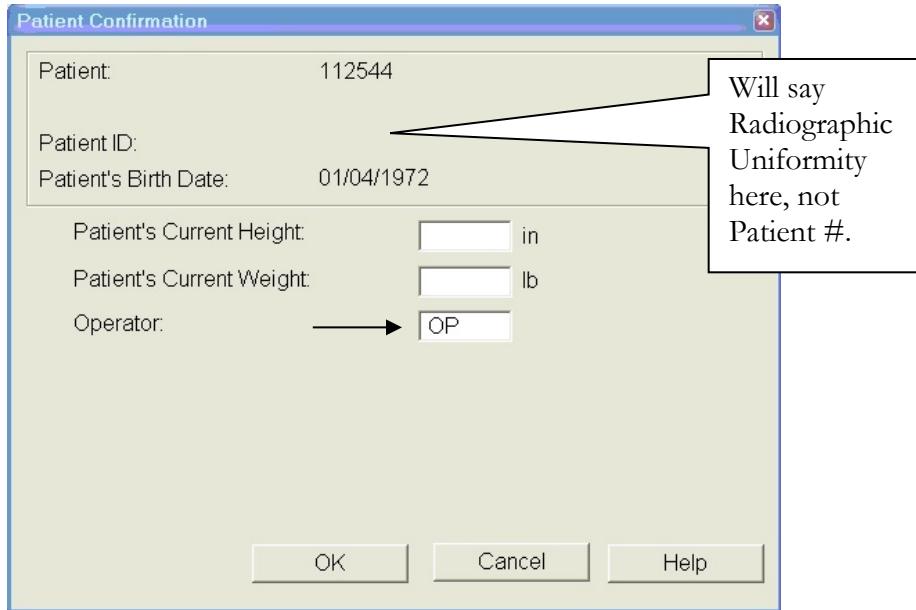 Patient Confirmation
Patient: 112544
Patient ID:
Patient's Birth Date: 01/04/1972
Will say
Radiographic
Uniformity
here, not
Patient #.
Patient's Current Height: in
Patient's Current Weight: lb
Operator: OP
OK Cancel Help